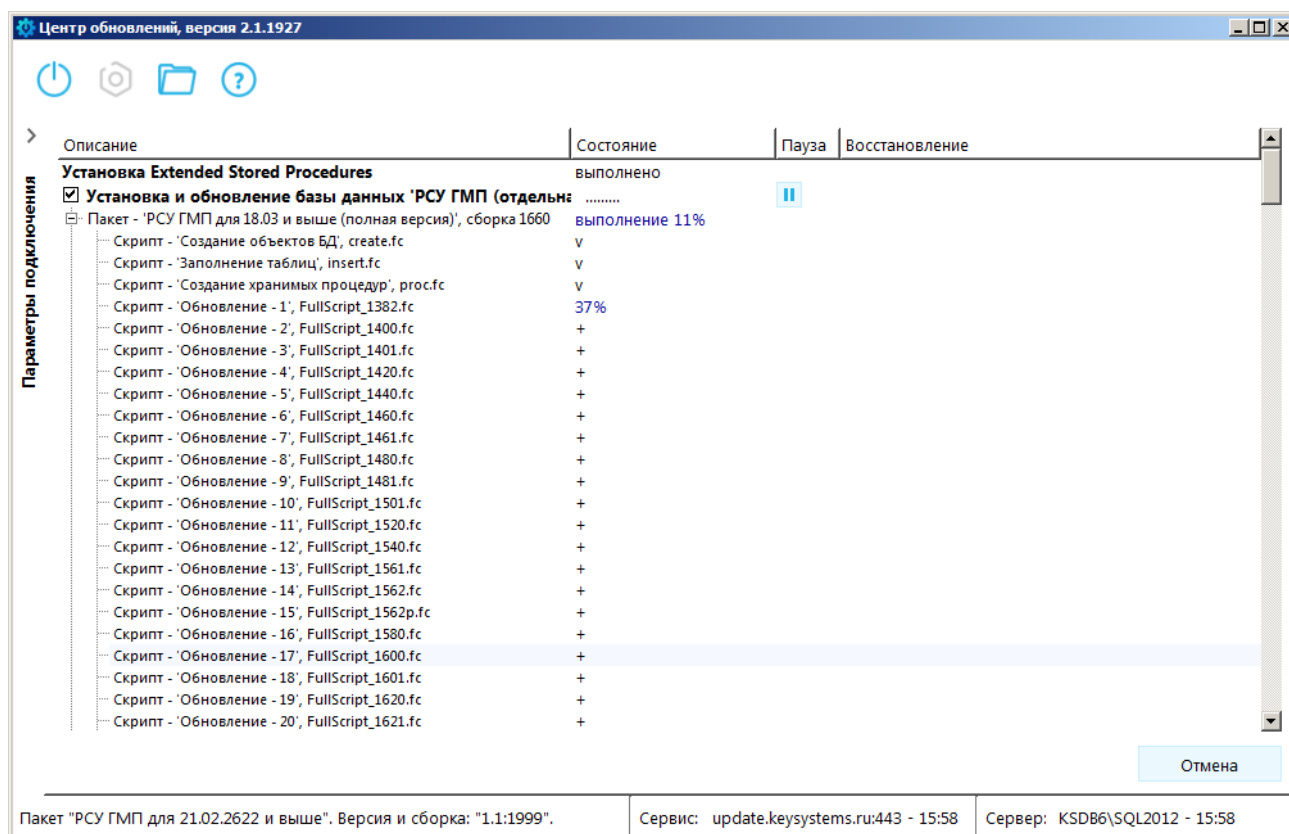 Центр обновлений, версия 2.1.1927
?
Параметры подключения
Описание Состояние Пауза Восстановление
Установка Extended Stored Procedures выполнено
Установка и обновление базы данных 'РСУ ГМП (отдельна .........
Пакет - 'РСУ ГМП для 18.03 и выше (полная версия)', сборка 1660 выполнение 11%
Скрипт - 'Создание объектов БД', create.fc v
Скрипт - 'Заполнение таблиц', insert.fc v
Скрипт - 'Создание хранимых процедур', proc.fc v
Скрипт - 'Обновление - 1', FullScript_1382.fc 37%
Скрипт - 'Обновление - 2', FullScript_1400.fc +
Скрипт - 'Обновление - 3', FullScript_1401.fc +
Скрипт - 'Обновление - 4', FullScript_1420.fc +
Скрипт - 'Обновление - 5', FullScript_1440.fc +
Скрипт - 'Обновление - 6', FullScript_1460.fc +
Скрипт - 'Обновление - 7', FullScript_1461.fc +
Скрипт - 'Обновление - 8', FullScript_1480.fc +
Скрипт - 'Обновление - 9', FullScript_1481.fc +
Скрипт - 'Обновление - 10', FullScript_1501.fc +
Скрипт - 'Обновление - 11', FullScript_1520.fc +
Скрипт - 'Обновление - 12', FullScript_1540.fc +
Скрипт - 'Обновление - 13', FullScript_1561.fc +
Скрипт - 'Обновление - 14', FullScript_1562.fc +
Скрипт - 'Обновление - 15', FullScript_1562p.fc +
Скрипт - 'Обновление - 16', FullScript_1580.fc +
Скрипт - 'Обновление - 17', FullScript_1600.fc +
Скрипт - 'Обновление - 18', FullScript_1601.fc +
Скрипт - 'Обновление - 19', FullScript_1620.fc +
Скрипт - 'Обновление - 20', FullScript_1621.fc +
Отмена
Пакет "РСУ ГМП для 21.02.2622 и выше". Версия и сборка: "1.1:1999". Сервис: update.keysystems.ru:443 - 15:58 Сервер: KSDB6\SQL2012 - 15:58